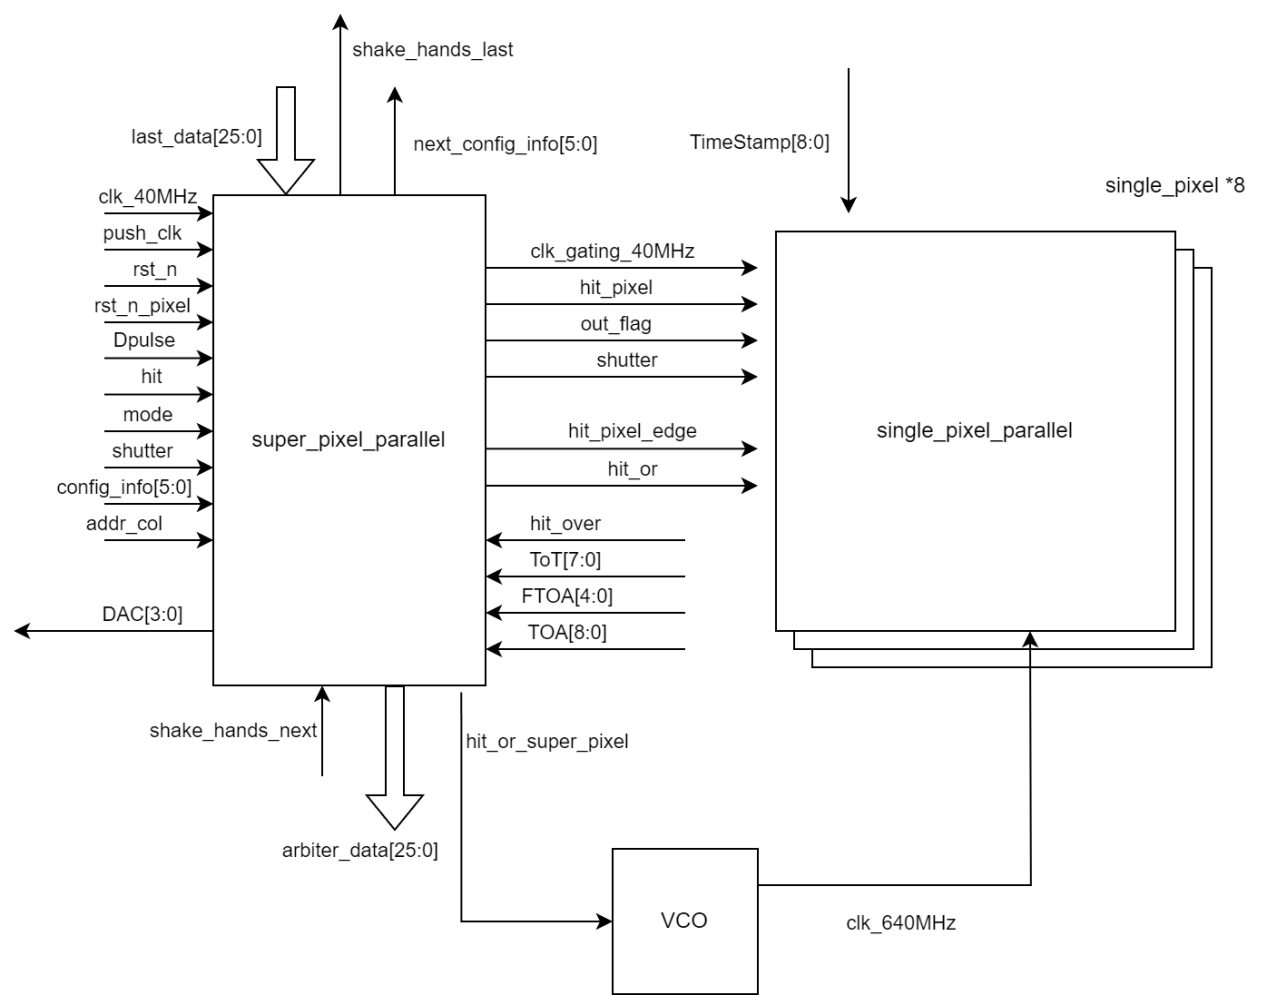 shake_hands_last
last_data[25:0]
next_config_info[5:0]
TimeStamp[8:0]
single_pixel *8
clk_40MHz
push_clk
rst_n
rst_n_pixel
Dpulse
hit
mode
shutter
config_info[5:0]
addr_col
DAC[3:0]
super_pixel_parallel
clk_gating_40MHz
hit_pixel
out_flag
shutter
hit_pixel_edge
hit_or
hit_over
ToT[7:0]
FTOA[4:0]
TOA[8:0]
single_pixel_parallel
shake_hands_next
hit_or_super_pixel
arbiter_data[25:0]
VCO
clk_640MHz